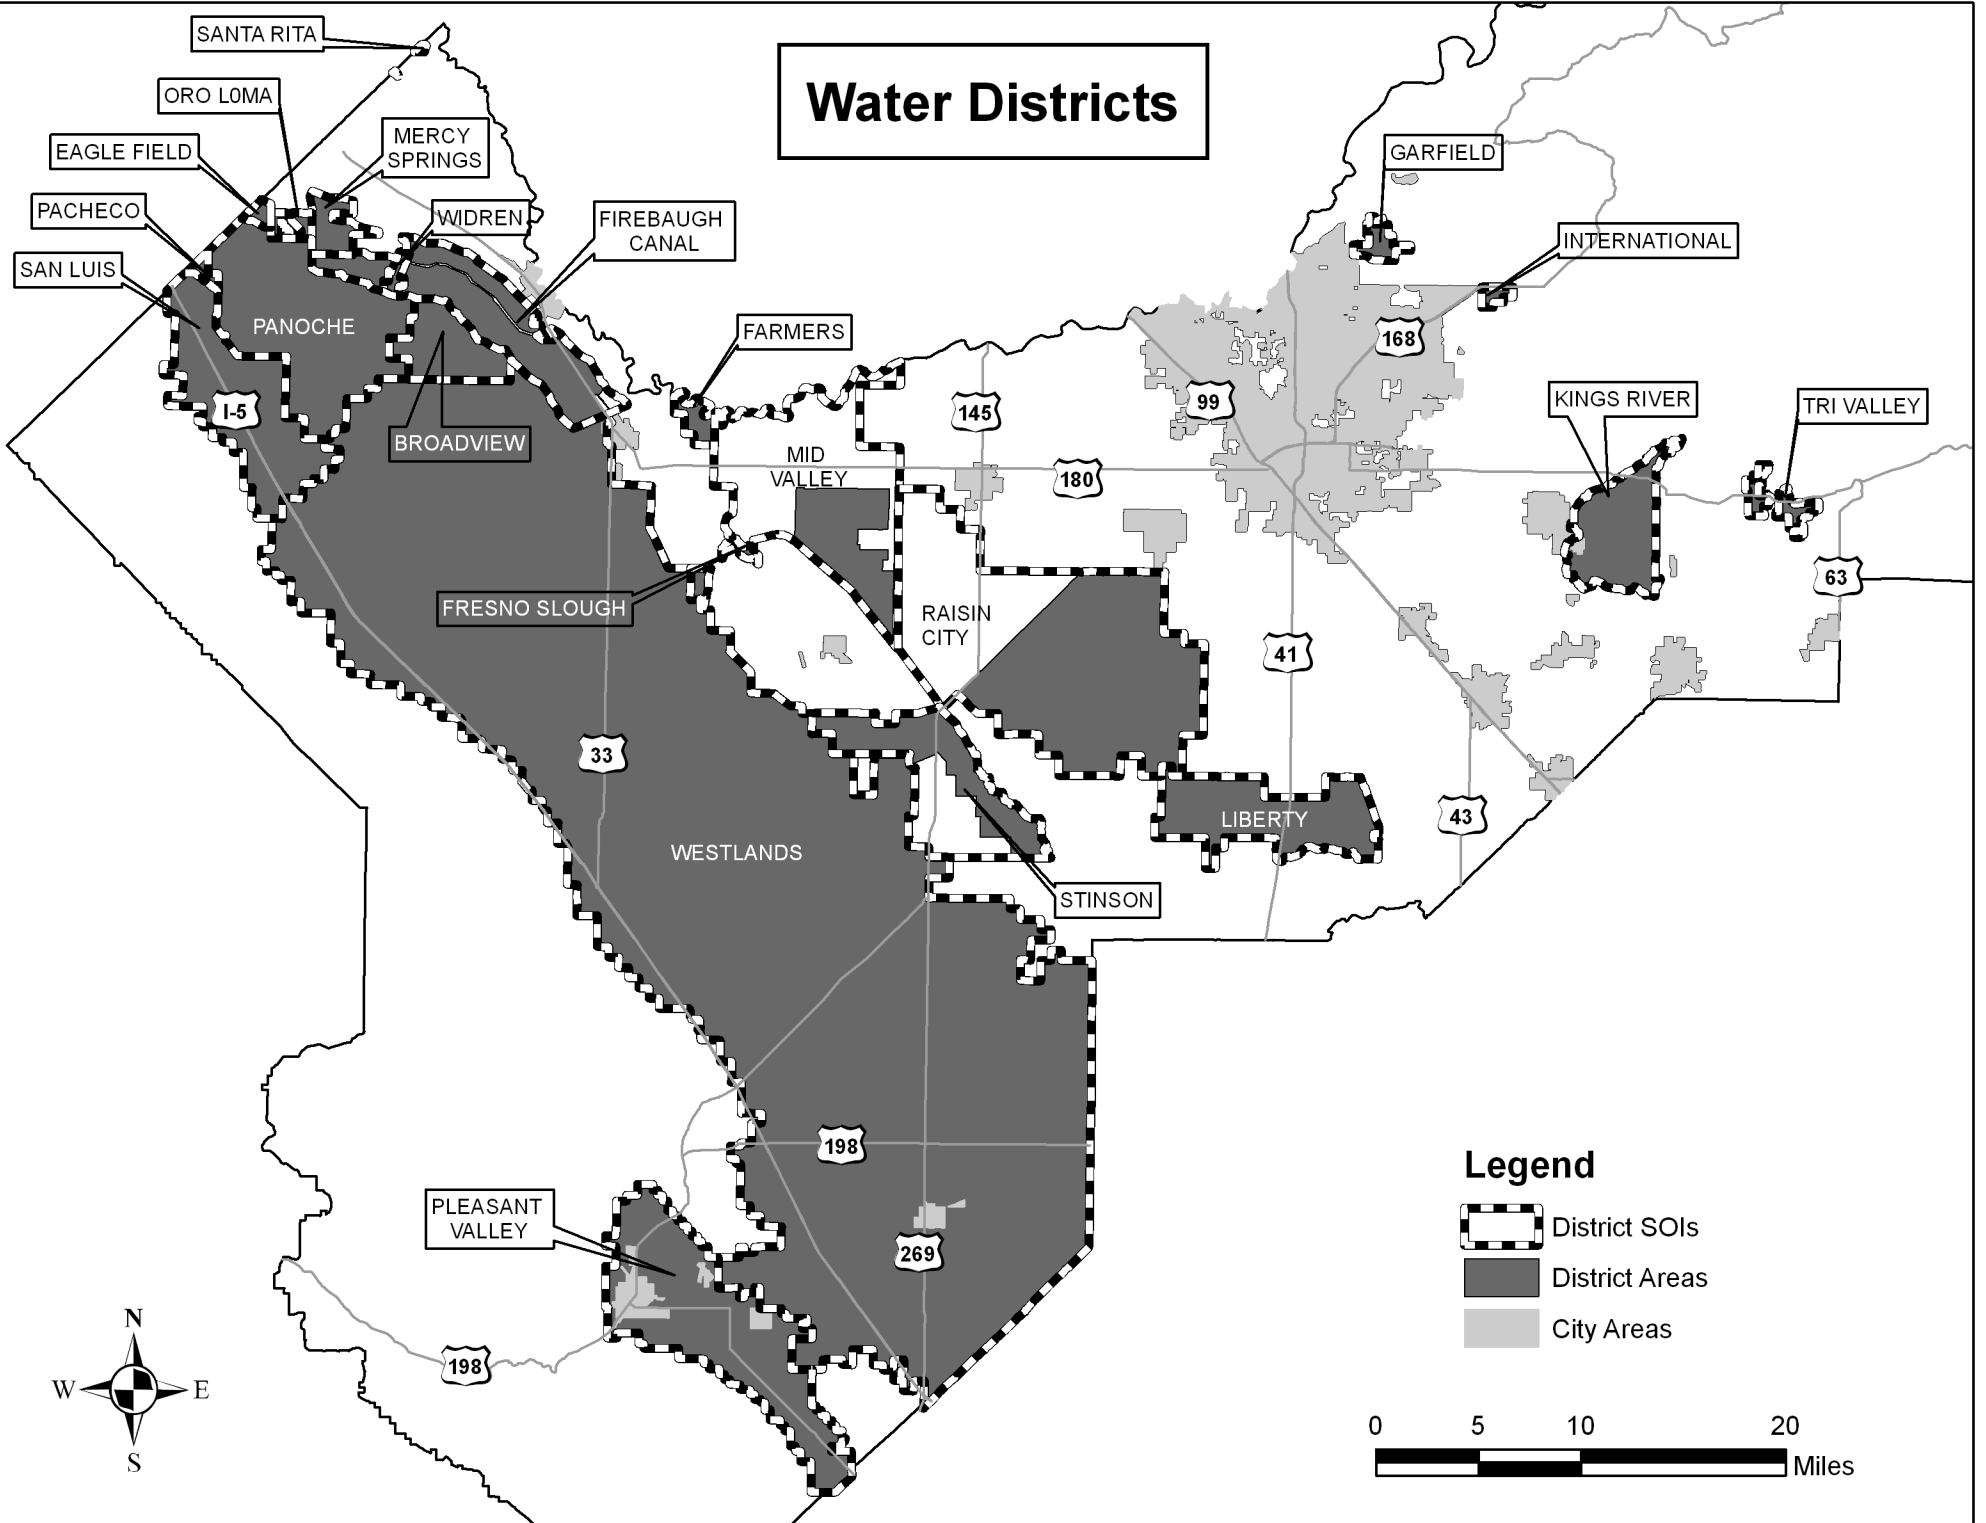 SANTA RITA
Water Districts
ORO L0MA
MERCY
SPRINGS
EAGLE FIELD
GARFIELD
PACHECO
WIDREN
FIREBAUGH
CANAL
INTERNATIONAL
SAN LUIS
PANOCHE
FARMERS
168
I-5
145
99
KINGS RIVER
TRI VALLEY
BROADVIEW
MID
VALLEY
180
FRESNO SLOUGH
RAISIN
CITY
63
41
33
43
LIBERTY
WESTLANDS
STINSON
198
Legend
PLEASANT
VALLEY
District SOIs
269
District Areas
N
W
E
S
City Areas
198
0 5 10 20
Miles